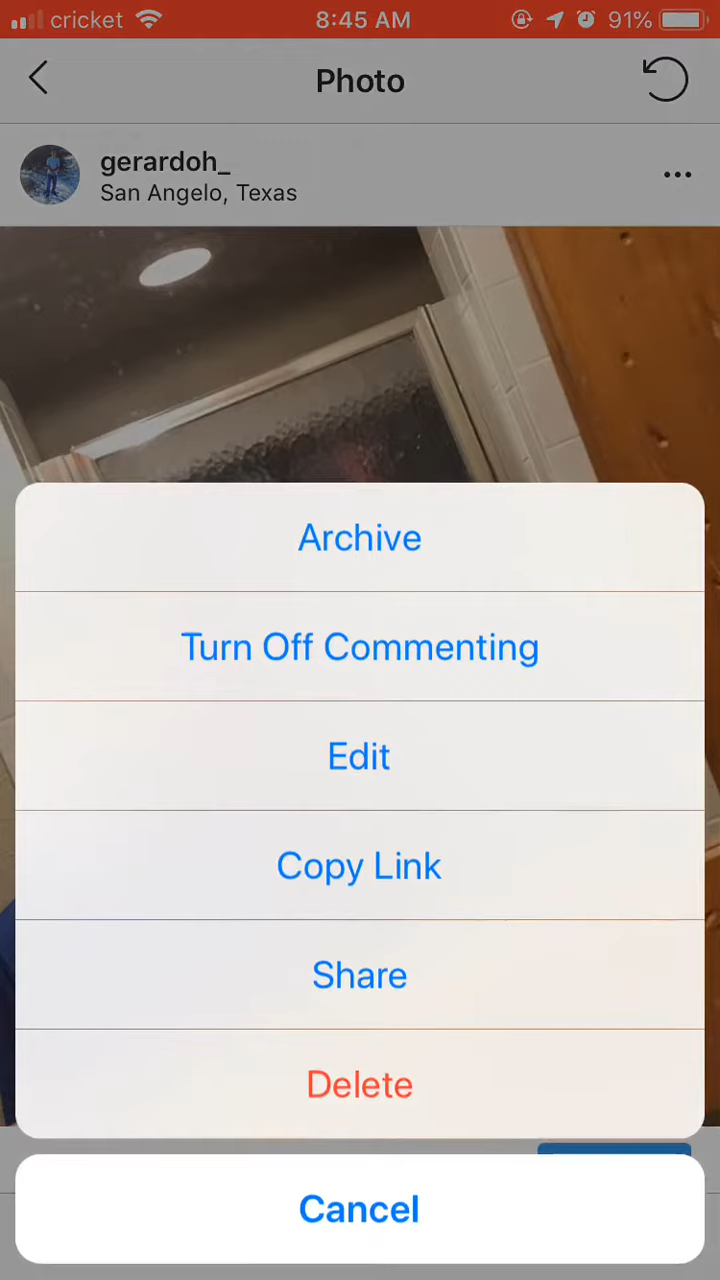 cricket 8:45 AM 91%
Photo
gerardoh_
San Angelo, Texas
Archive
Turn Off Commenting
Edit
Copy Link
Share
Delete
Cancel